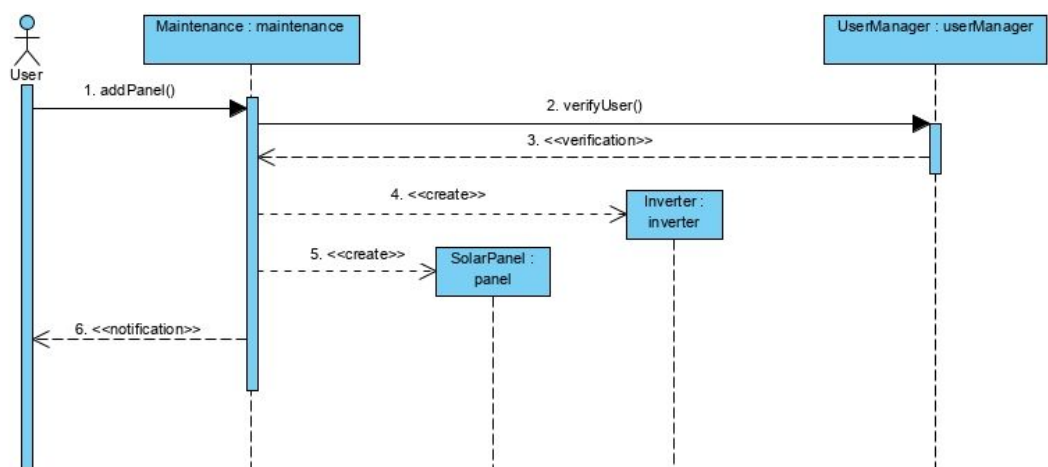 Maintenance : maintenance
UserManager : userManager
User
1. addPanel()
2. verifyUser()
3. <<verification>>
4. <<create>>
Inverter :
inverter
5. <<create>>
SolarPanel :
panel
6. <<notification>>